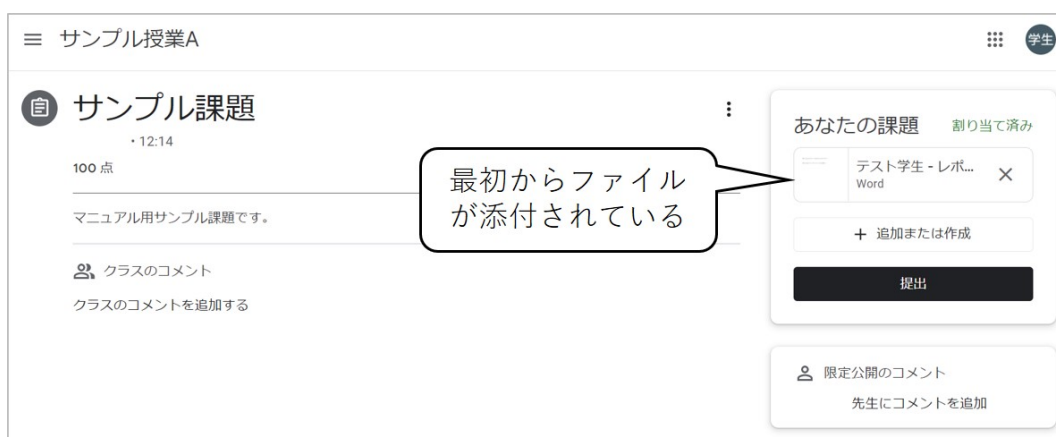 サンプル授業A
学生
サンプル課題
・12:14
100 点
マニュアル用サンプル課題です。
クラスのコメント
クラスのコメントを追加する
最初からファイル
が添付されている
あなたの課題
割り当て済み
テスト学生 - レポ...
Word
+ 追加または作成
提出
限定公開のコメント
先生にコメントを追加